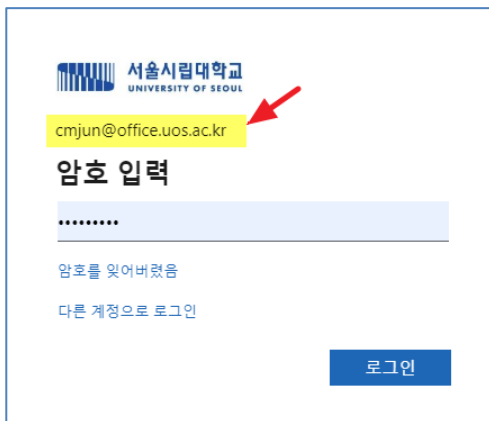 서울시립대학교
UNIVERSITY OF SEOUL
cmjun@office.uos.ac.kr
암호 입력
•••••••••
암호를 잊어버렸음
다른 계정으로 로그인
로그인